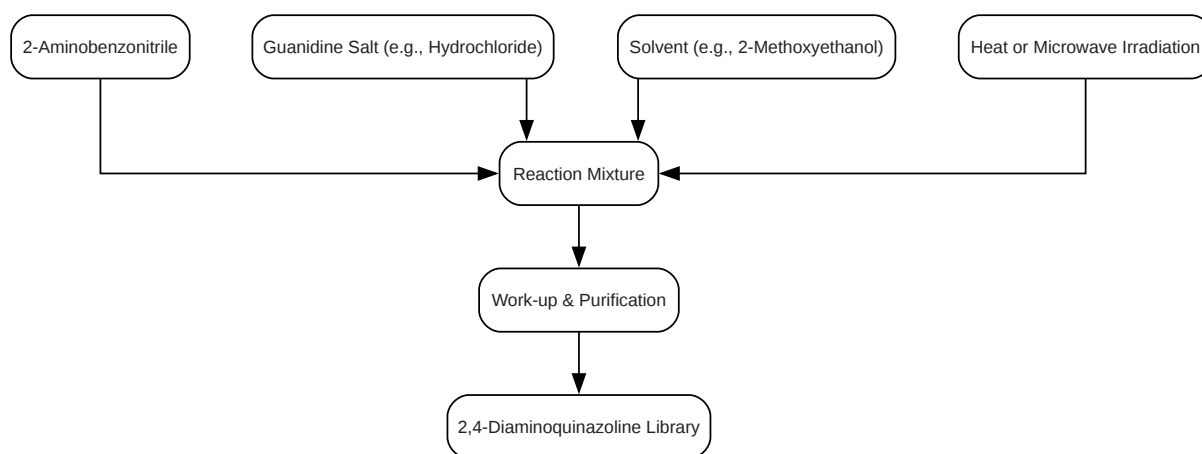 2-Aminobenzonitrile
Guanidine Salt (e.g., Hydrochloride)
Solvent (e.g., 2-Methoxyethanol)
Heat or Microwave Irradiation
Reaction Mixture
Work-up & Purification
2,4-Diaminoquinazoline Library